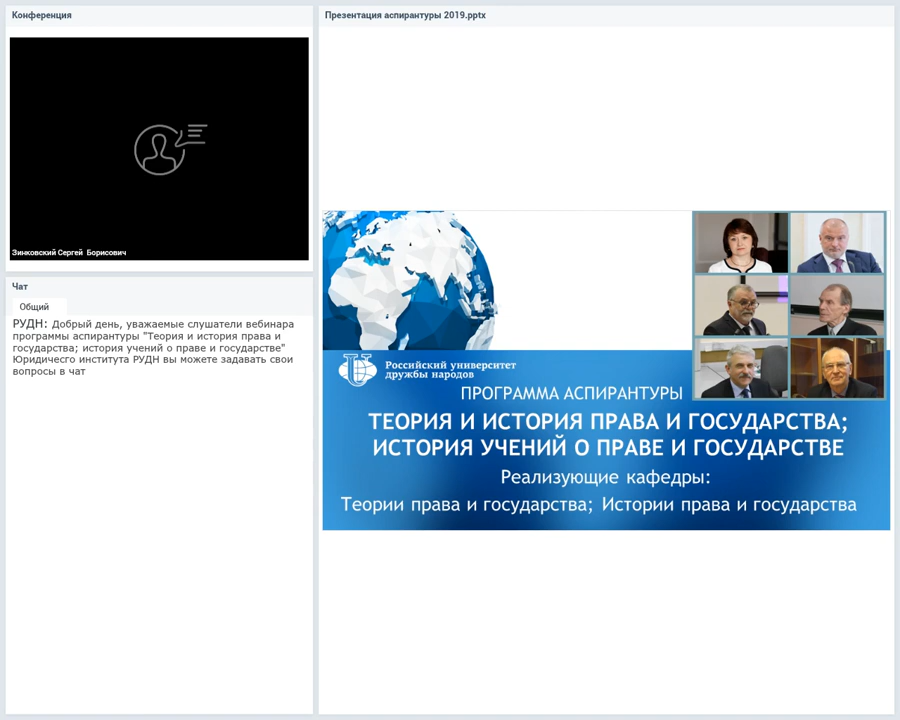 Конференция
Зинковский Сергей Борисович
Чат
Общий
РУДН: Добрый день, уважаемые слушатели вебинара
программы аспирантуры "Теория и история права и
государства; история учений о праве и государстве"
Юридичесго института РУДН вы можете задавать свои
вопросы в чат
Презентация аспирантуры 2019.pptx
Российский университет
дружбы народов
ПРОГРАММА АСПИРАНТУРЫ
ТЕОРИЯ И ИСТОРИЯ ПРАВА И ГОСУДАРСТВА;
ИСТОРИЯ УЧЕНИЙ О ПРАВЕ И ГОСУДАРСТВЕ
Реализующие кафедры:
Теории права и государства; Истории права и государства